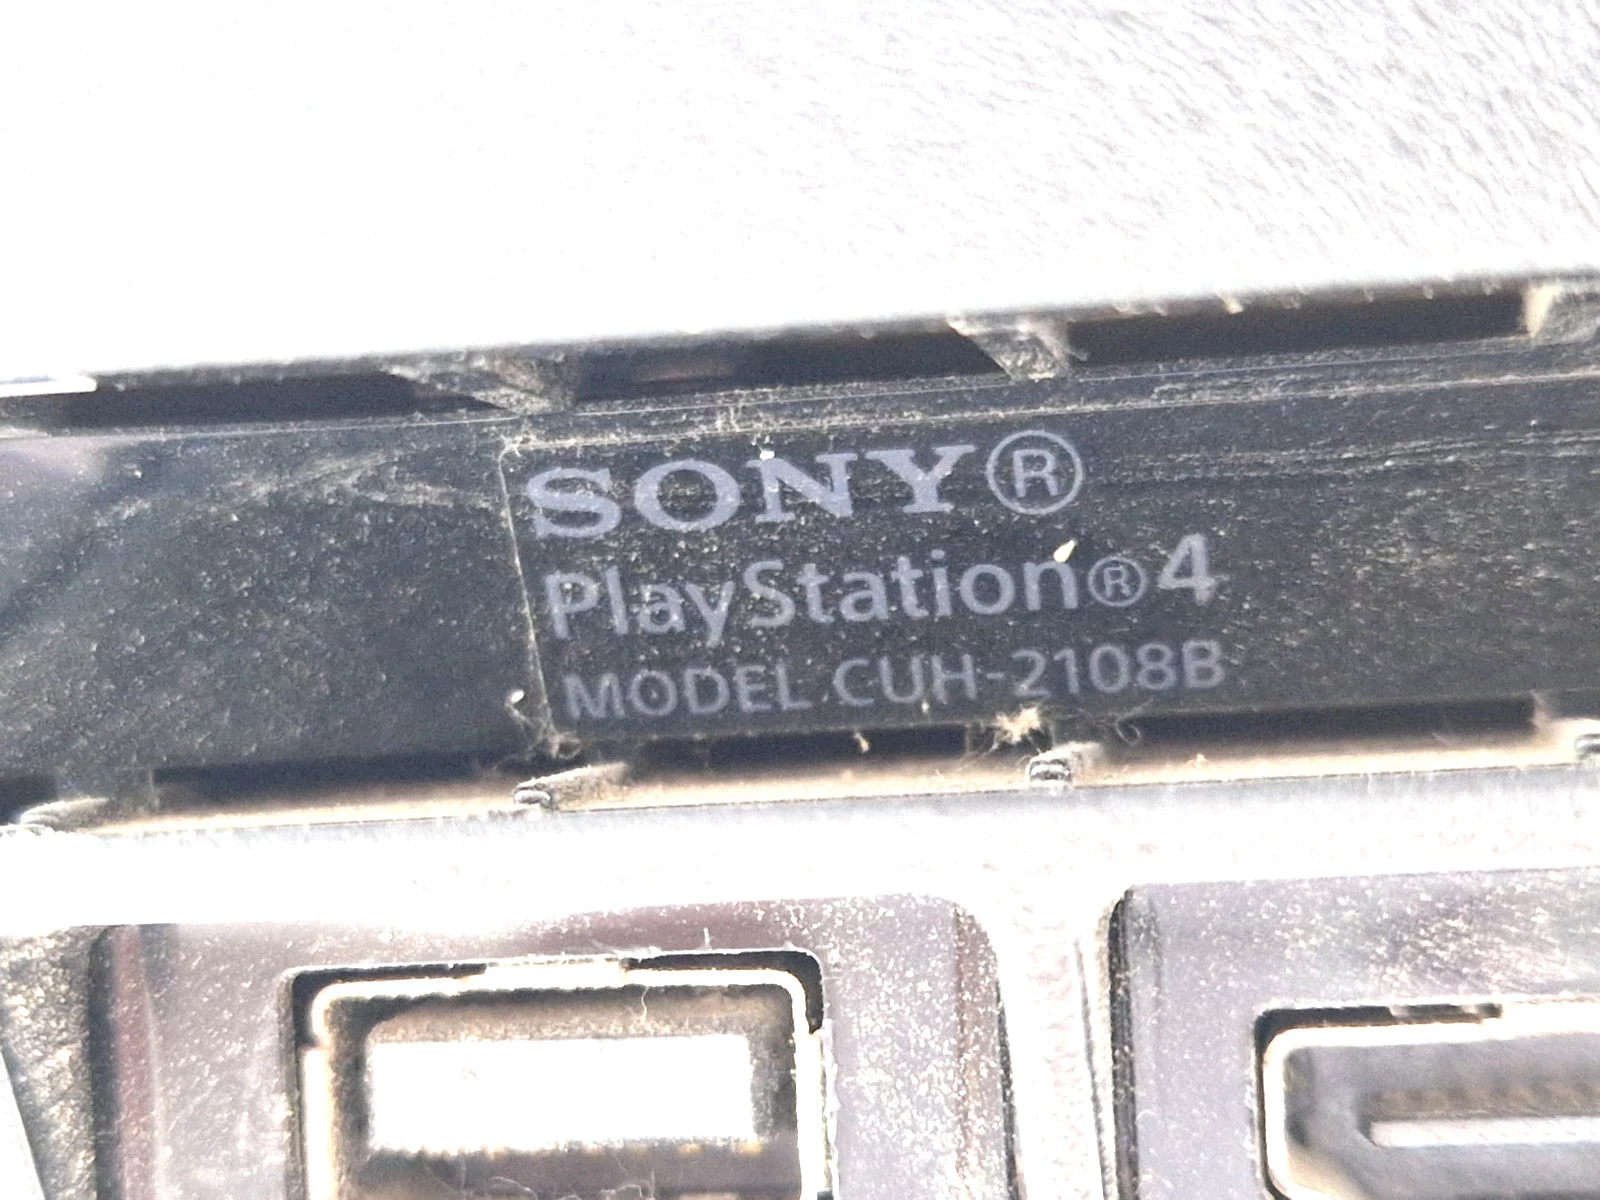 SONY®
PlayStation®4
MODEL CUH-2108B